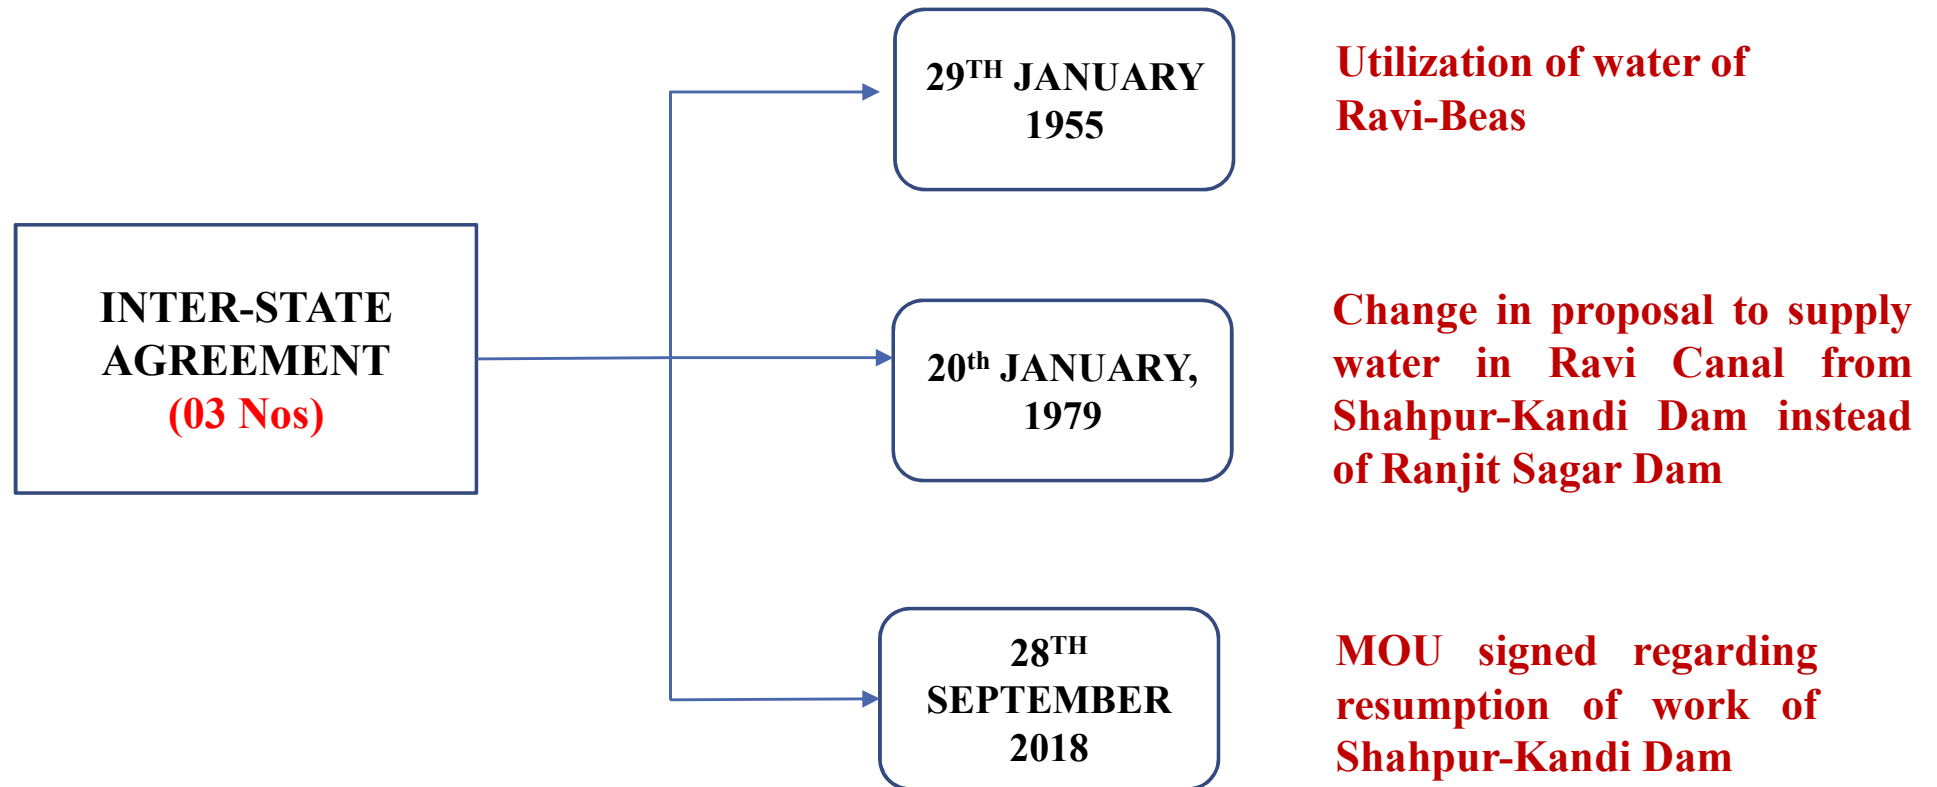 INTER-STATE
AGREEMENT
(03 Nos)
29TH JANUARY
1955
Utilization of water of
Ravi-Beas
20th JANUARY,
1979
Change in proposal to supply
water in Ravi Canal from
Shahpur-Kandi Dam instead
of Ranjit Sagar Dam
28TH
SEPTEMBER
2018
MOU signed regarding
resumption of work of
Shahpur-Kandi Dam